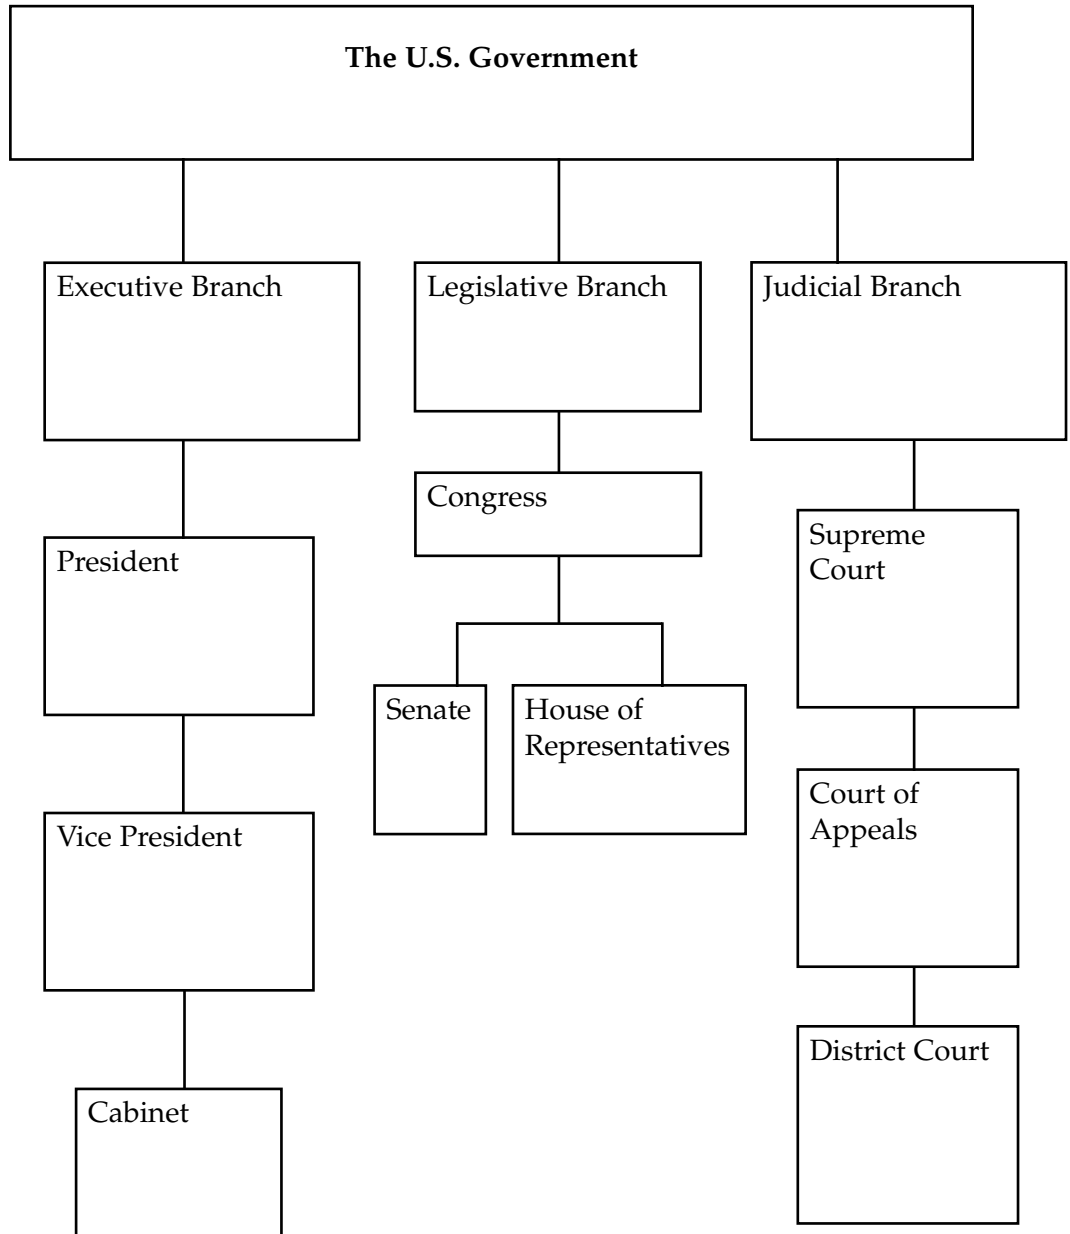 The U.S. Government
Executive Branch
Legislative Branch
Judicial Branch
Congress
President
Supreme
Court
Senate
House of
Representatives
Vice President
Court of
Appeals
Cabinet
District Court